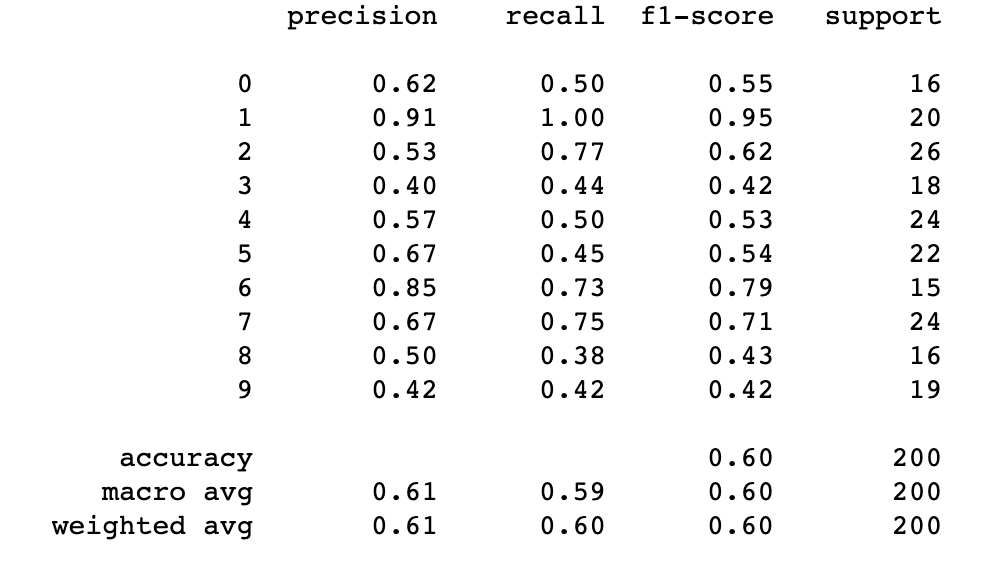 precision recall f1-score support
0 0.62 0.50 0.55 16
1 0.91 1.00 0.95 20
2 0.53 0.77 0.62 26
3 0.40 0.44 0.42 18
4 0.57 0.50 0.53 24
5 0.67 0.45 0.54 22
6 0.85 0.73 0.79 15
7 0.67 0.75 0.71 24
8 0.50 0.38 0.43 16
9 0.42 0.42 0.42 19
accuracy 0.60 200
macro avg 0.61 0.59 0.60 200
weighted avg 0.61 0.60 0.60 200